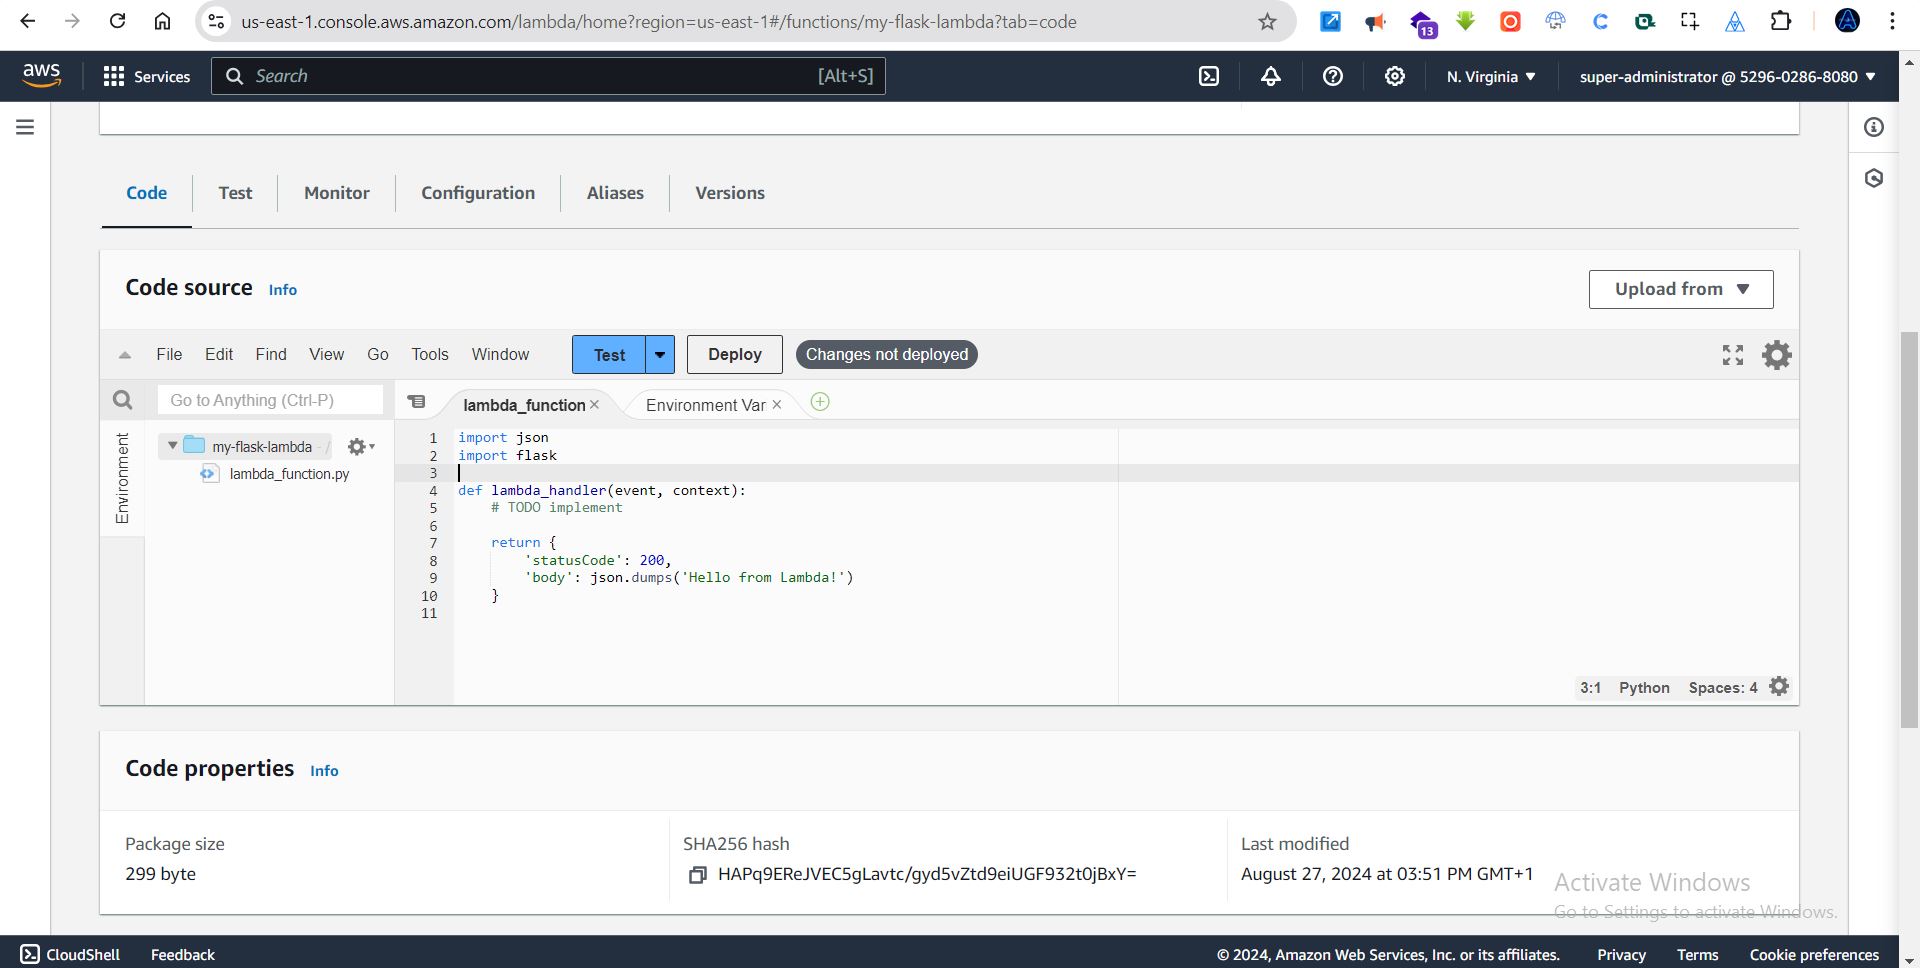 us-east-1.console.aws.amazon.com/lambda/home?region=us-east-1#/functions/my-flask-lambda?tab=code
13
aws
Services
Search
[Alt+S]
N. Virginia
super-administrator @ 5296-0286-8080
Code
Test
Monitor
Configuration
Aliases
Versions
Code source
Info
Upload from
File
Edit
Find
View
Go
Tools
Window
Test
Deploy
Changes not deployed
Go to Anything (Ctrl-P)
lambda_function
Environment Var
Environment
my-flask-lambda - /
lambda_function.py
1 import json
2 import flask
3
4 def lambda_handler(event, context):
5 # TODO implement
6
7 return {
8 'statusCode': 200,
9 'body': json.dumps('Hello from Lambda!')
10 }
11
3:1 Python Spaces: 4
Code properties
Info
Package size
299 byte
SHA256 hash
HAPq9EReJVEC5gLavtc/gyd5vZtd9eiUGF932t0jBxY=
Last modified
August 27, 2024 at 03:51 PM GMT+1
Activate Windows
Go to Settings to activate Windows.
CloudShell
Feedback
© 2024, Amazon Web Services, Inc. or its affiliates.
Privacy
Terms
Cookie preferences